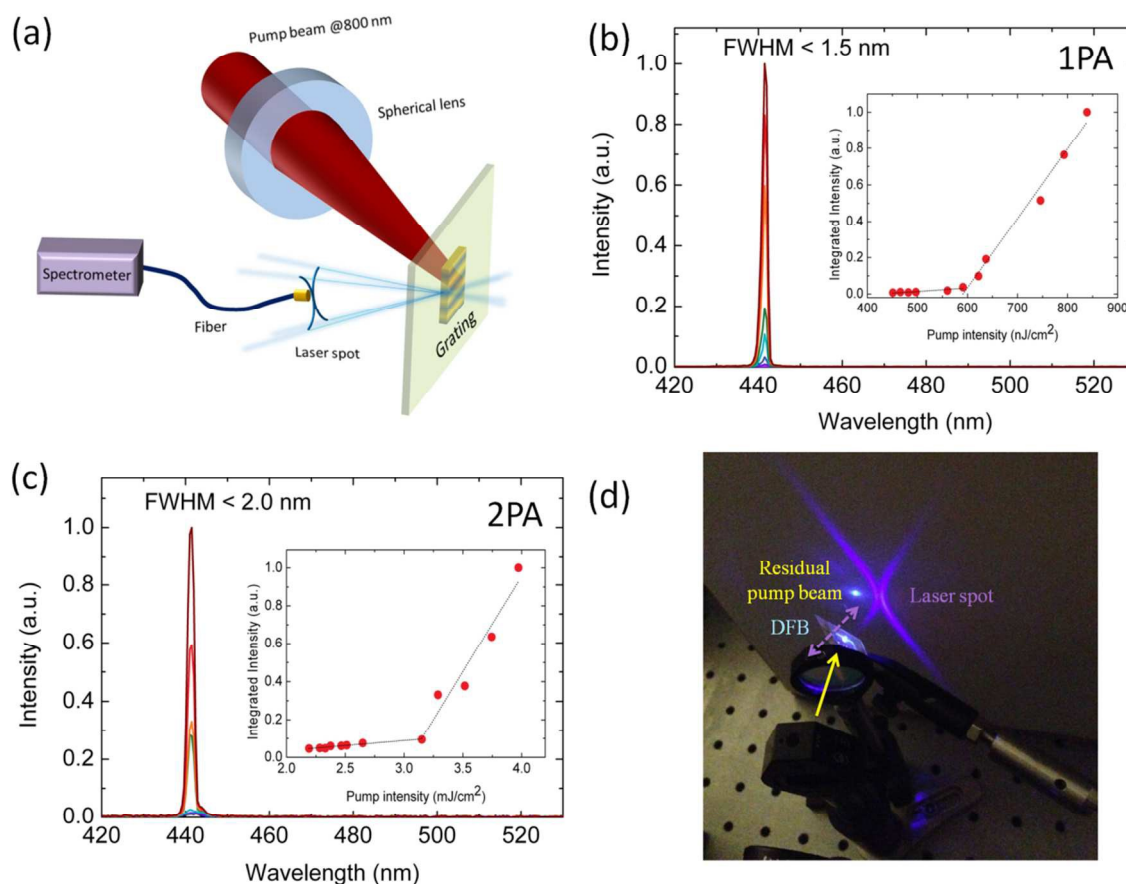 (a)
Pump beam @800 nm
Spherical lens
Spectrometer
Fiber
Laser spot
Grating
(b)
FWHM < 1.5 nm
1PA
Intensity (a.u.)
1.0
0.8
0.6
0.4
0.2
0.0
420 440 460 480 500 520
Wavelength (nm)
Integrated Intensity (a.u.)
1.0
0.8
0.6
0.4
0.2
0.0
400 500 600 700 800 900
Pump intensity (nJ/cm²)
(c)
FWHM < 2.0 nm
2PA
Intensity (a.u.)
1.0
0.8
0.6
0.4
0.2
0.0
420 440 460 480 500 520
Wavelength (nm)
Integrated Intensity (a.u.)
1.0
0.8
0.6
0.4
0.2
0.0
2.0 2.5 3.0 3.5 4.0
Pump intensity (mJ/cm²)
(d)
Residual
pump beam
Laser spot
DFB